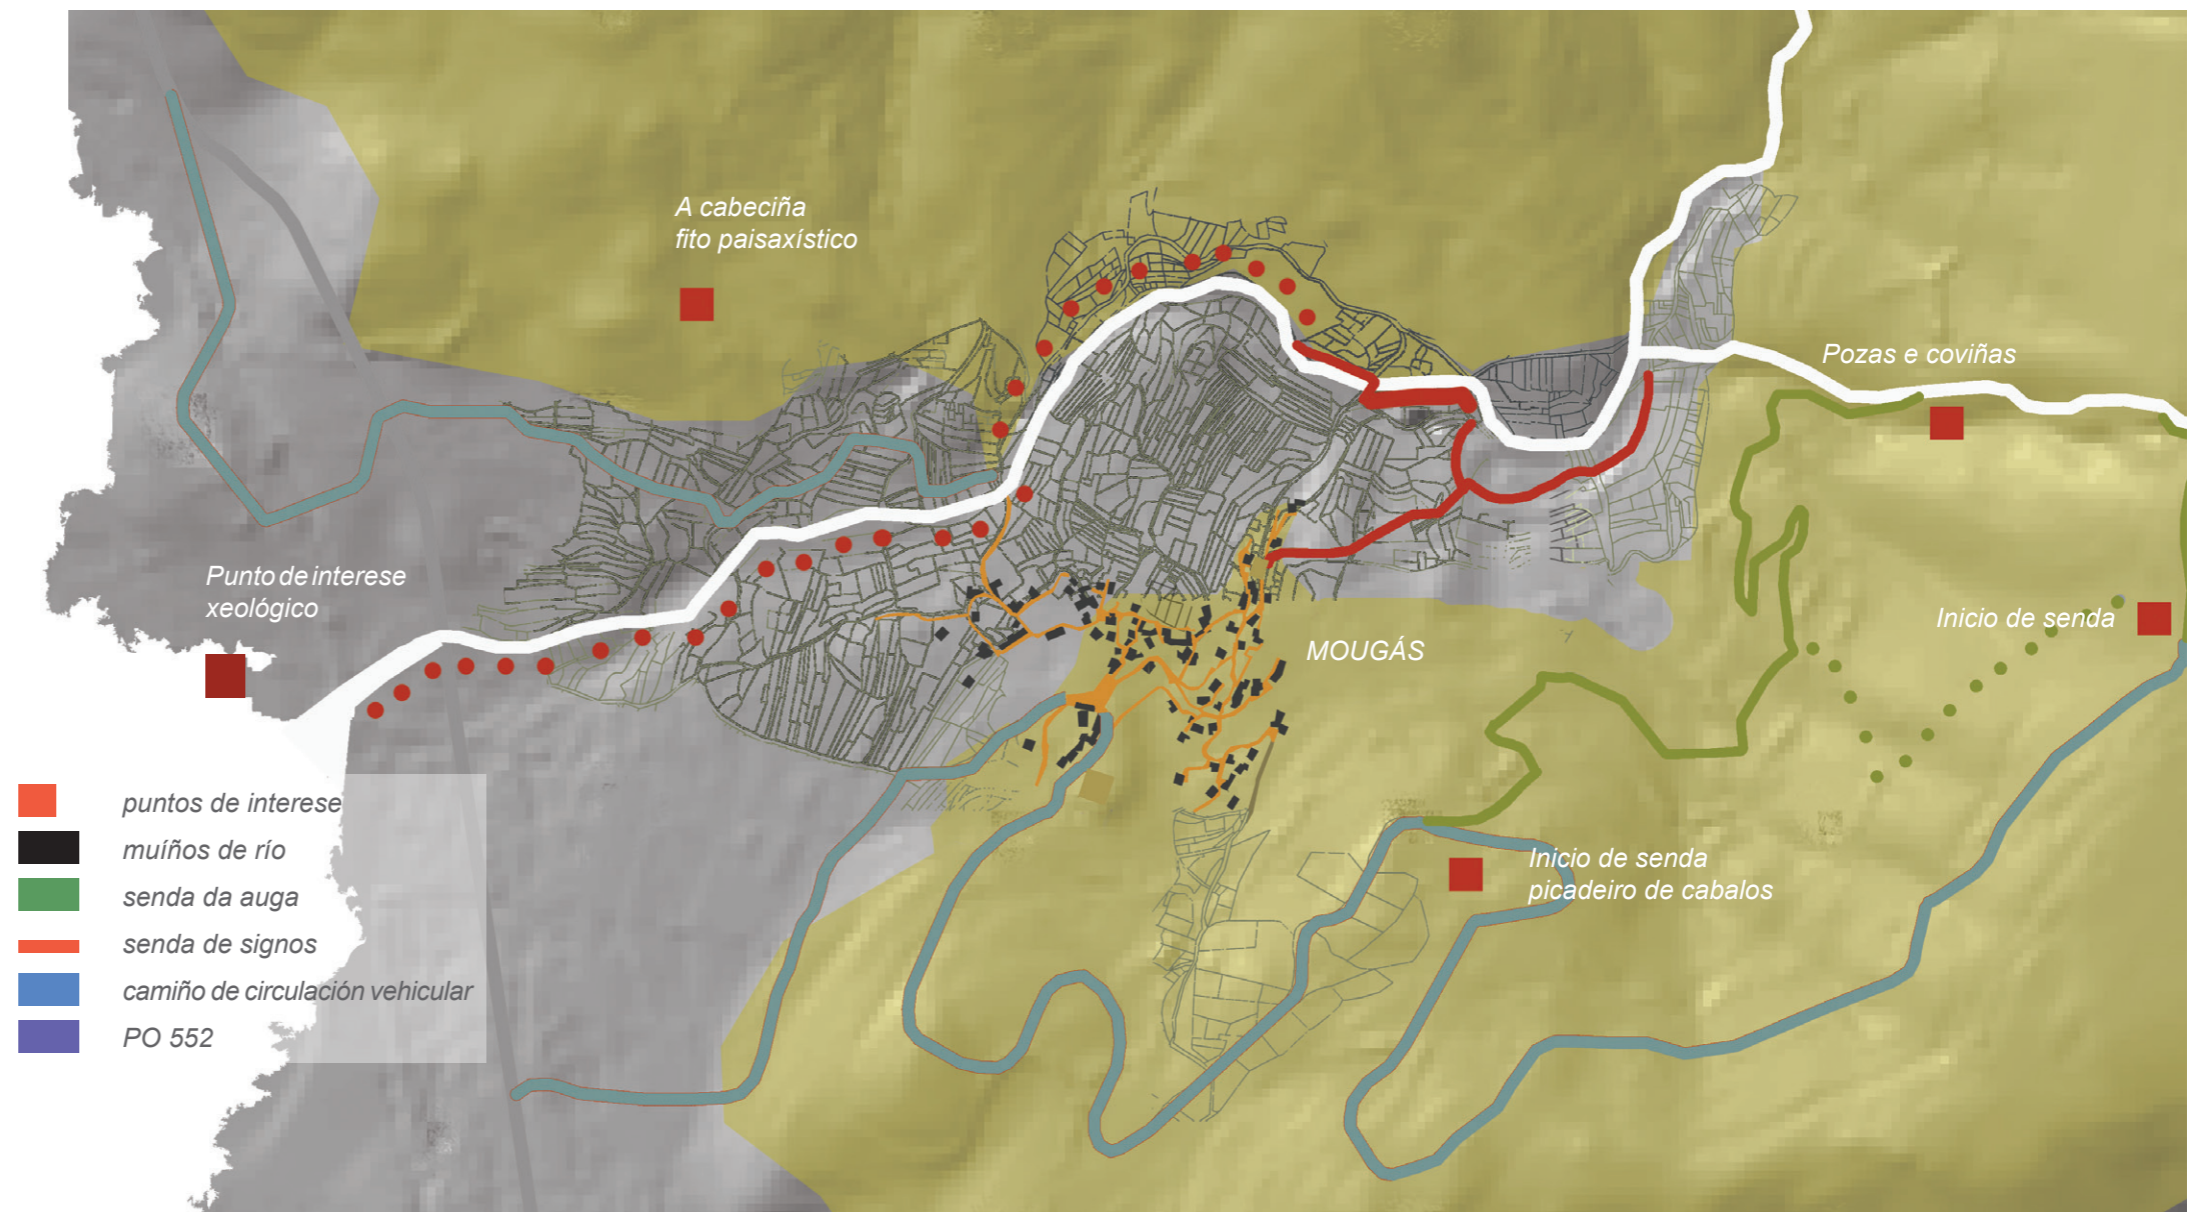 A cabeciña
fito paisaxístico
Pozas e coviñas
Punto de interese
xeológico
Inicio de senda
MOUGÁS
Inicio de senda
picadeiro de cabalos
puntos de interese
muíños de río
senda da auga
senda de signos
camiño de circulación vehicular
PO 552